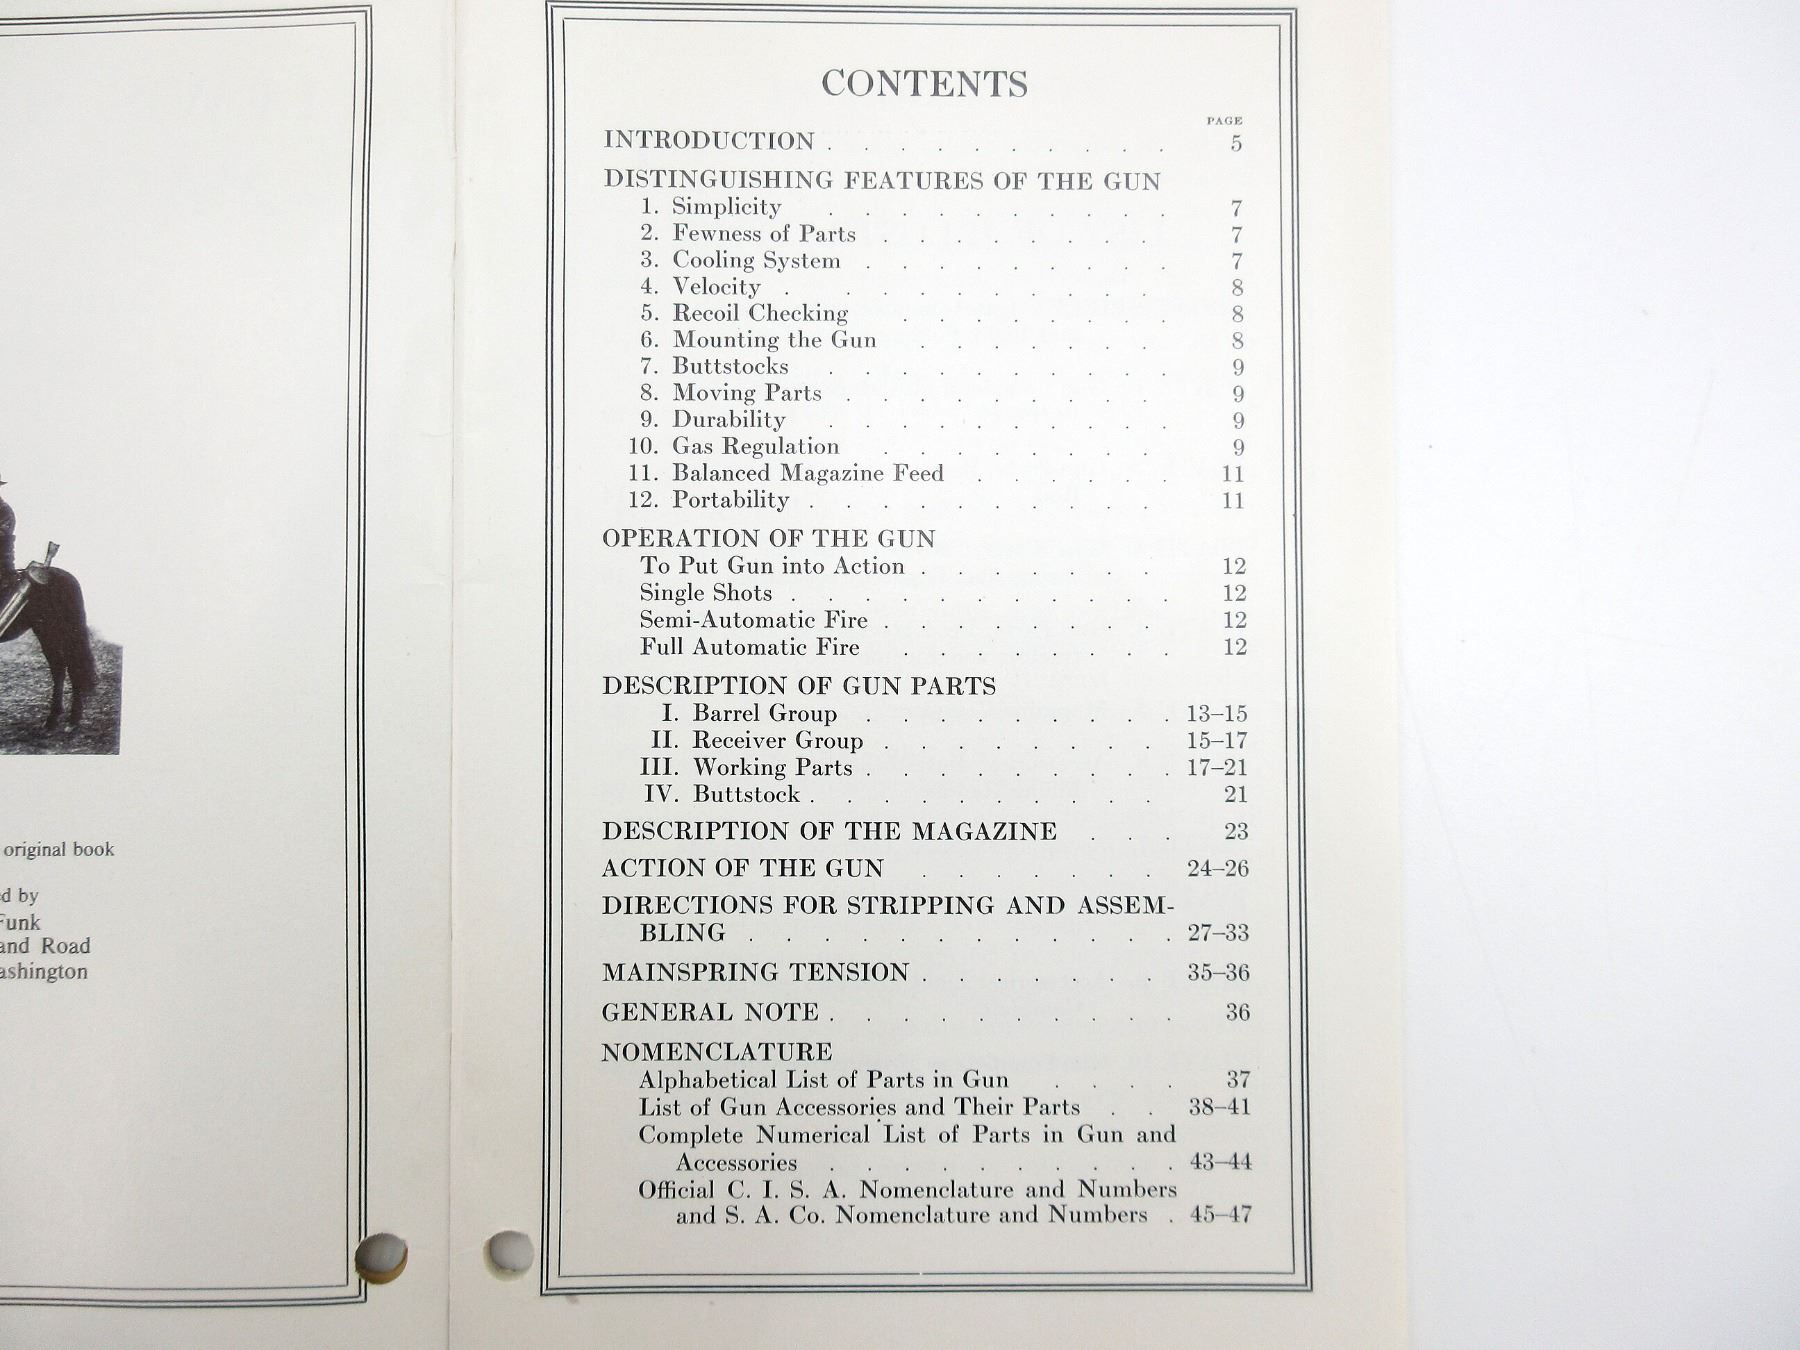 original book
ed by
Funk
and Road
ashington
CONTENTS
PAGE
INTRODUCTION . . . . . . . . . . 5
DISTINGUISHING FEATURES OF THE GUN
1. Simplicity . . . . . . . . . . 7
2. Fewness of Parts . . . . . . . . 7
3. Cooling System . . . . . . . . . 7
4. Velocity . . . . . . . . . . 8
5. Recoil Checking . . . . . . . . 8
6. Mounting the Gun . . . . . . . 8
7. Buttstocks . . . . . . . . . . 9
8. Moving Parts . . . . . . . . . 9
9. Durability . . . . . . . . . . 9
10. Gas Regulation . . . . . . . . 9
11. Balanced Magazine Feed . . . . . . 11
12. Portability . . . . . . . . . . 11
OPERATION OF THE GUN
To Put Gun into Action . . . . . . . 12
Single Shots . . . . . . . . . . . 12
Semi-Automatic Fire . . . . . . . . 12
Full Automatic Fire . . . . . . . . 12
DESCRIPTION OF GUN PARTS
I. Barrel Group . . . . . . . . . 13–15
II. Receiver Group . . . . . . . . 15–17
III. Working Parts . . . . . . . . . 17–21
IV. Buttstock . . . . . . . . . . 21
DESCRIPTION OF THE MAGAZINE . . . 23
ACTION OF THE GUN . . . . . . . 24–26
DIRECTIONS FOR STRIPPING AND ASSEM-
BLING . . . . . . . . . . . . 27–33
MAINSPRING TENSION . . . . . . . 35–36
GENERAL NOTE . . . . . . . . . . 36
NOMENCLATURE
Alphabetical List of Parts in Gun . . . . 37
List of Gun Accessories and Their Parts . . 38–41
Complete Numerical List of Parts in Gun and
Accessories . . . . . . . . . . 43–44
Official C. I. S. A. Nomenclature and Numbers
and S. A. Co. Nomenclature and Numbers . 45–47